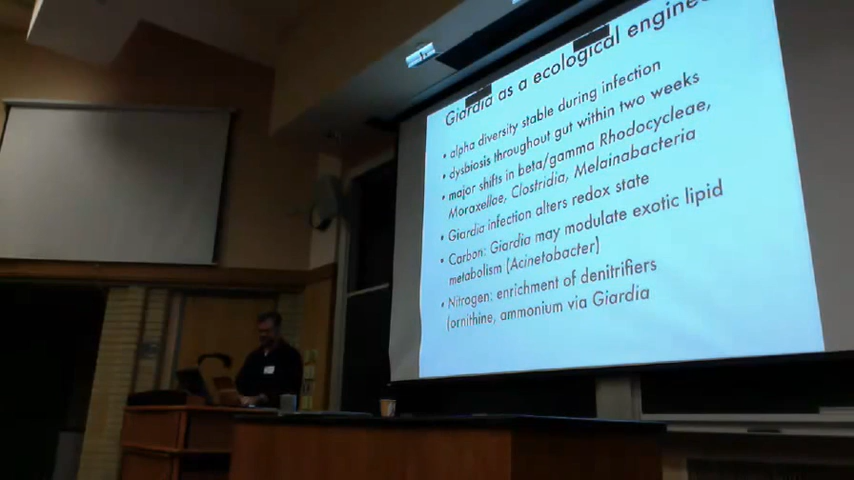 Giardia as a ecological engineer
• alpha diversity stable during infection
• dysbiosis throughout gut within two weeks
• major shifts in beta/gamma Rhodocycleae,
Moraxellae, Clostridia, Melainabacteria
• Giardia infection alters redox state
• Carbon: Giardia may modulate exotic lipid
metabolism (Acinetobacter)
• Nitrogen: enrichment of denitrifiers
(ornithine, ammonium via Giardia)